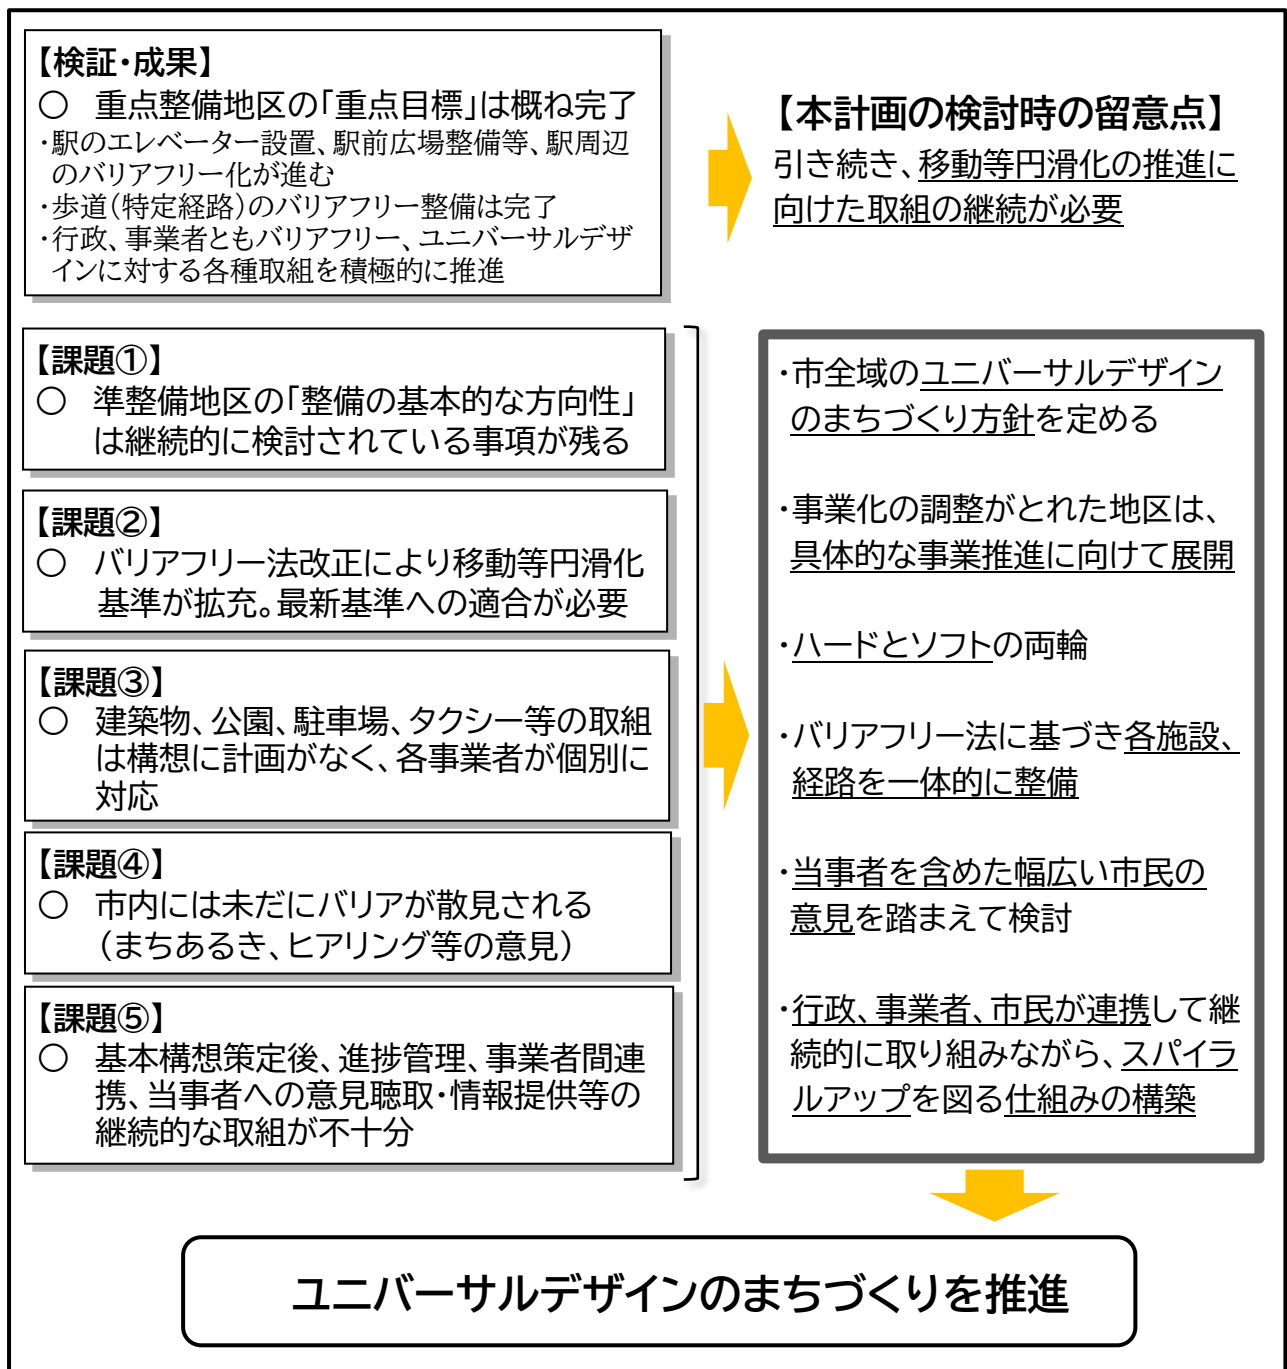 【検証・成果】
○ 重点整備地区の「重点目標」は概ね完了
・駅のエレベーター設置、駅前広場整備等、駅周辺
のバリアフリー化が進む
・歩道（特定経路）のバリアフリー整備は完了
・行政、事業者ともバリアフリー、ユニバーサルデザ
インに対する各種取組を積極的に推進
【本計画の検討時の留意点】
引き続き、移動等円滑化の推進に
向けた取組の継続が必要
【課題①】
○ 準整備地区の「整備の基本的な方向性」
は継続的に検討されている事項が残る
【課題②】
○ バリアフリー法改正により移動等円滑化
基準が拡充。最新基準への適合が必要
【課題③】
○ 建築物、公園、駐車場、タクシー等の取組
は構想に計画がなく、各事業者が個別に
対応
【課題④】
○ 市内には未だにバリアが散見される
（まちあるき、ヒアリング等の意見）
【課題⑤】
○ 基本構想策定後、進捗管理、事業者間連
携、当事者への意見聴取・情報提供等の
継続的な取組が不十分
・市全域のユニバーサルデザイン
のまちづくり方針を定める
・事業化の調整がとれた地区は、
具体的な事業推進に向けて展開
・ハードとソフトの両輪
・バリアフリー法に基づき各施設、
経路を一体的に整備
・当事者を含めた幅広い市民の
意見を踏まえて検討
・行政、事業者、市民が連携して継
続的に取り組みながら、スパイラ
ルアップを図る仕組みの構築
ユニバーサルデザインのまちづくりを推進